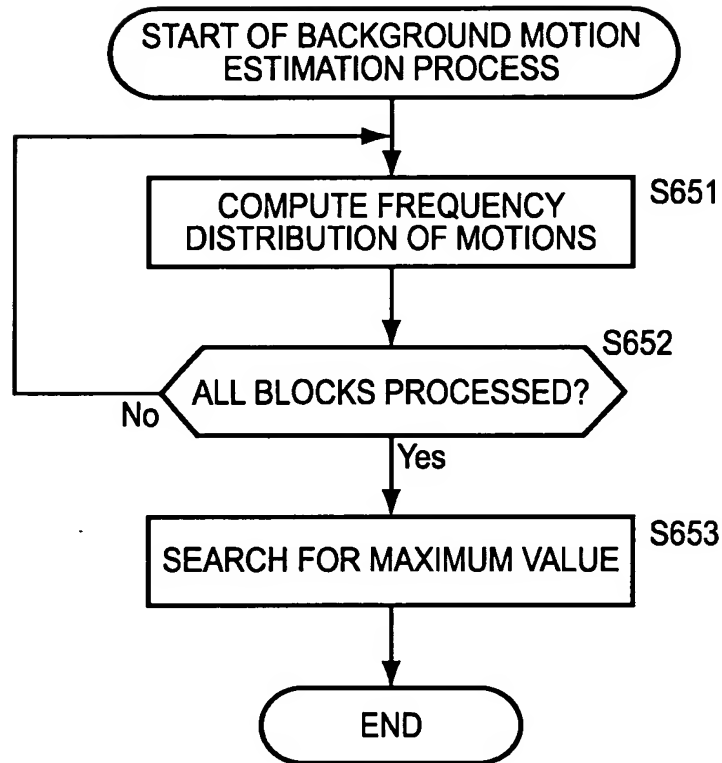 START OF BACKGROUND MOTION
ESTIMATION PROCESS
S651
COMPUTE FREQUENCY
DISTRIBUTION OF MOTIONS
S652
ALL BLOCKS PROCESSED?
No
Yes
S653
SEARCH FOR MAXIMUM VALUE
END